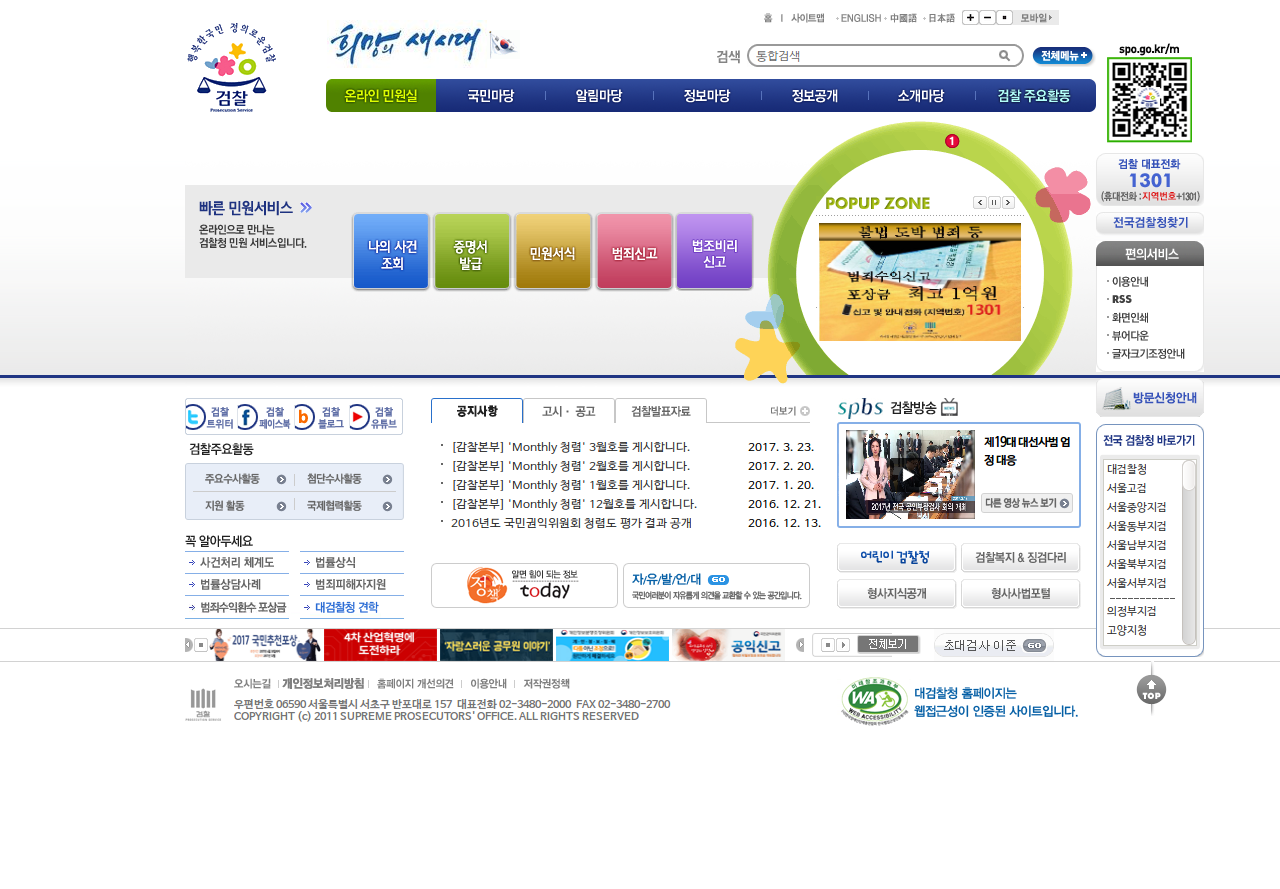 행복한국민 정의로운검찰
검찰
Prosecution Service
희망의 새시대
홈 사이트맵 ENGLISH 中國語 日本語 모바일
검색 통합검색 전체메뉴
spo.go.kr/m
온라인 민원실 국민마당 알림마당 정보마당 정보공개 소개마당 검찰 주요활동
1
빠른 민원서비스
온라인으로 만나는
검찰청 민원 서비스입니다.
나의 사건 조회
증명서 발급
민원서식
범죄신고
법조비리 신고
POPUP ZONE
불법 도박 범죄 등
범죄수익신고
포상금 최고 1억원
신고 및 안내전화 (지역번호) 1301
검찰 대표전화
1301
(휴대전화 : 지역번호+1301)
전국검찰청찾기
편의서비스
이용안내
RSS
화면인쇄
뷰어다운
글자크기조정안내
방문신청안내
검찰 트위터
검찰 페이스북
검찰 블로그
검찰 유튜브
검찰주요활동
주요수사활동 첨단수사활동
지원 활동 국제협력활동
꼭 알아두세요
사건처리 체계도 법률상식
법률상담사례 범죄피해자지원
범죄수익환수 포상금 대검찰청 견학
공지사항 고시 · 공고 검찰발표자료 더보기
· [감찰본부] 'Monthly 청렴' 3월호를 게시합니다. 2017. 3. 23.
· [감찰본부] 'Monthly 청렴' 2월호를 게시합니다. 2017. 2. 20.
· [감찰본부] 'Monthly 청렴' 1월호를 게시합니다. 2017. 1. 20.
· [감찰본부] 'Monthly 청렴' 12월호를 게시합니다. 2016. 12. 21.
· 2016년도 국민권익위원회 청렴도 평가 결과 공개 2016. 12. 13.
정책
알면 힘이 되는 정보
today
자/유/발/언/대 GO
국민여러분이 자유롭게 의견을 교환할 수 있는 공간입니다.
spbs 검찰방송 NEWS
2017년 전국 공안부장검사 회의 개최
제19대 대선사범 엄정 대응
다른 영상 뉴스 보기
어린이 검찰청 검찰복지 & 징검다리
형사지식공개 형사사법포털
전국 검찰청 바로가기
대검찰청
서울고검
서울중앙지검
서울동부지검
서울남부지검
서울북부지검
서울서부지검
------------
의정부지검
고양지청
2017 국민추천포상
4차 산업혁명에 도전하라
'자랑스러운 공무원 이야기'
공익신고
전체보기
초대검사 이준 GO
오시는길 개인정보처리방침 홈페이지 개선의견 이용안내 저작권정책
검찰
우편번호 06590 서울특별시 서초구 반포대로 157 대표전화 02-3480-2000 FAX 02-3480-2700
COPYRIGHT (c) 2011 SUPREME PROSECUTORS' OFFICE. ALL RIGHTS RESERVED
WA
WEB ACCESSIBILITY
대검찰청 홈페이지는
웹접근성이 인증된 사이트입니다.
TOP